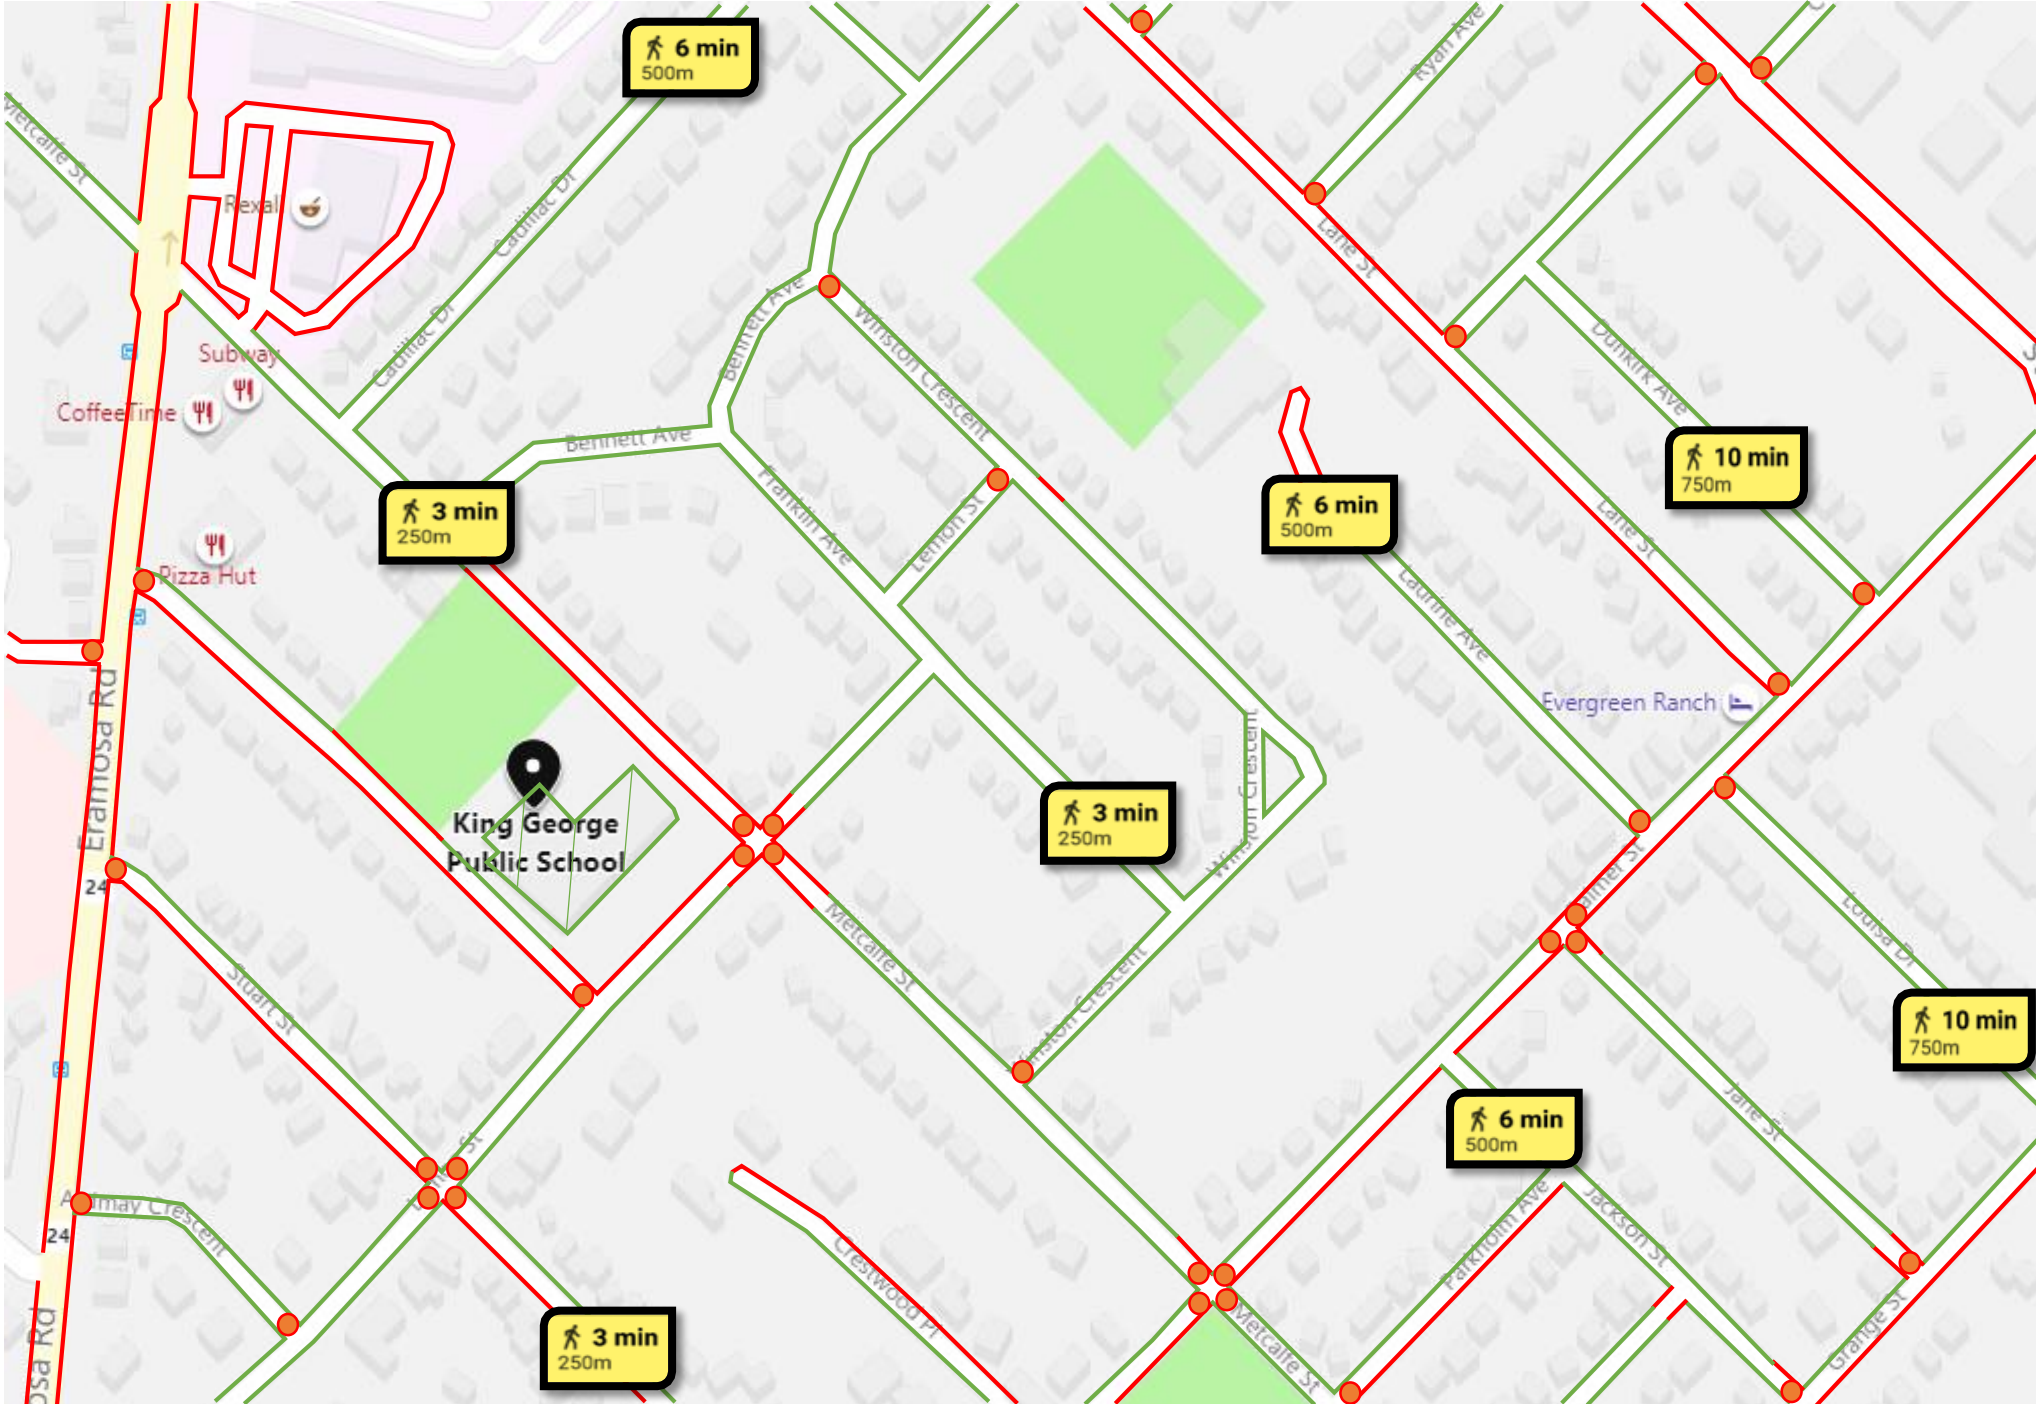 6 min
500m
Ryan Ave
Metcalfe St
Rexal
Cadillac Dr
Lane St
Cadillac Dr
Bennett Ave
Winston Crescent
Dunkirk Ave
Subway
CoffeeTime
Bennett Ave
10 min
750m
3 min
250m
Franklin Ave
Lemon St
6 min
500m
Lane St
Pizza Hut
Laurine Ave
Eramosa Rd
Evergreen Ranch
Winston Crescent
King George
Public School
3 min
250m
24
Metcalfe St
Louisa Dr
Stuart St
Winston Crescent
10 min
750m
6 min
500m
Jane St
St
Crescent
24
Parkholm Ave
Jackson St
Crestwood Pl
3 min
250m
Metcalfe St
Grange St
osa Rd